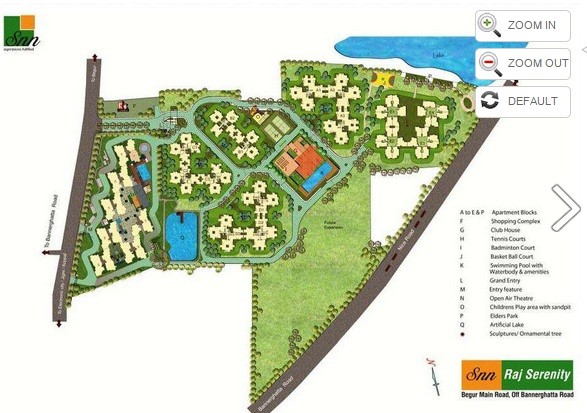 Snn
ZOOM IN
ZOOM OUT
DEFAULT
Lake
To Begur
To Bannerghatta Road
Future
Expansion
Nice Road
Bannerghatta Road
A to E & P Apartment Blocks
F Shopping Complex
G Club House
H Tennis Courts
I Badminton Court
J Basket Ball Court
K Swimming Pool with
Waterbody & amenities
L Grand Entry
M Entry feature
N Open Air Theatre
O Childrens Play area with sandpit
P Elders Park
Q Artificial Lake
Sculptures/ Ornamental tree
N
Snn Raj Serenity
Begur Main Road, Off Bannerghatta Road